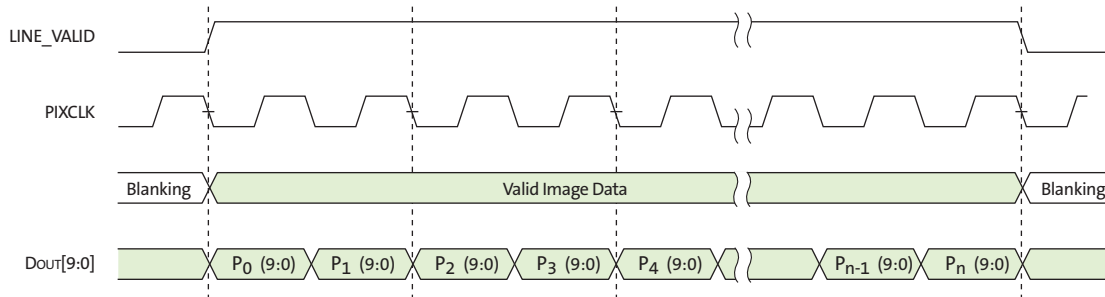 LINE_VALID
PIXCLK
Blanking Valid Image Data Blanking
DOUT[9:0] P0 (9:0) P1 (9:0) P2 (9:0) P3 (9:0) P4 (9:0) Pn-1 (9:0) Pn (9:0)